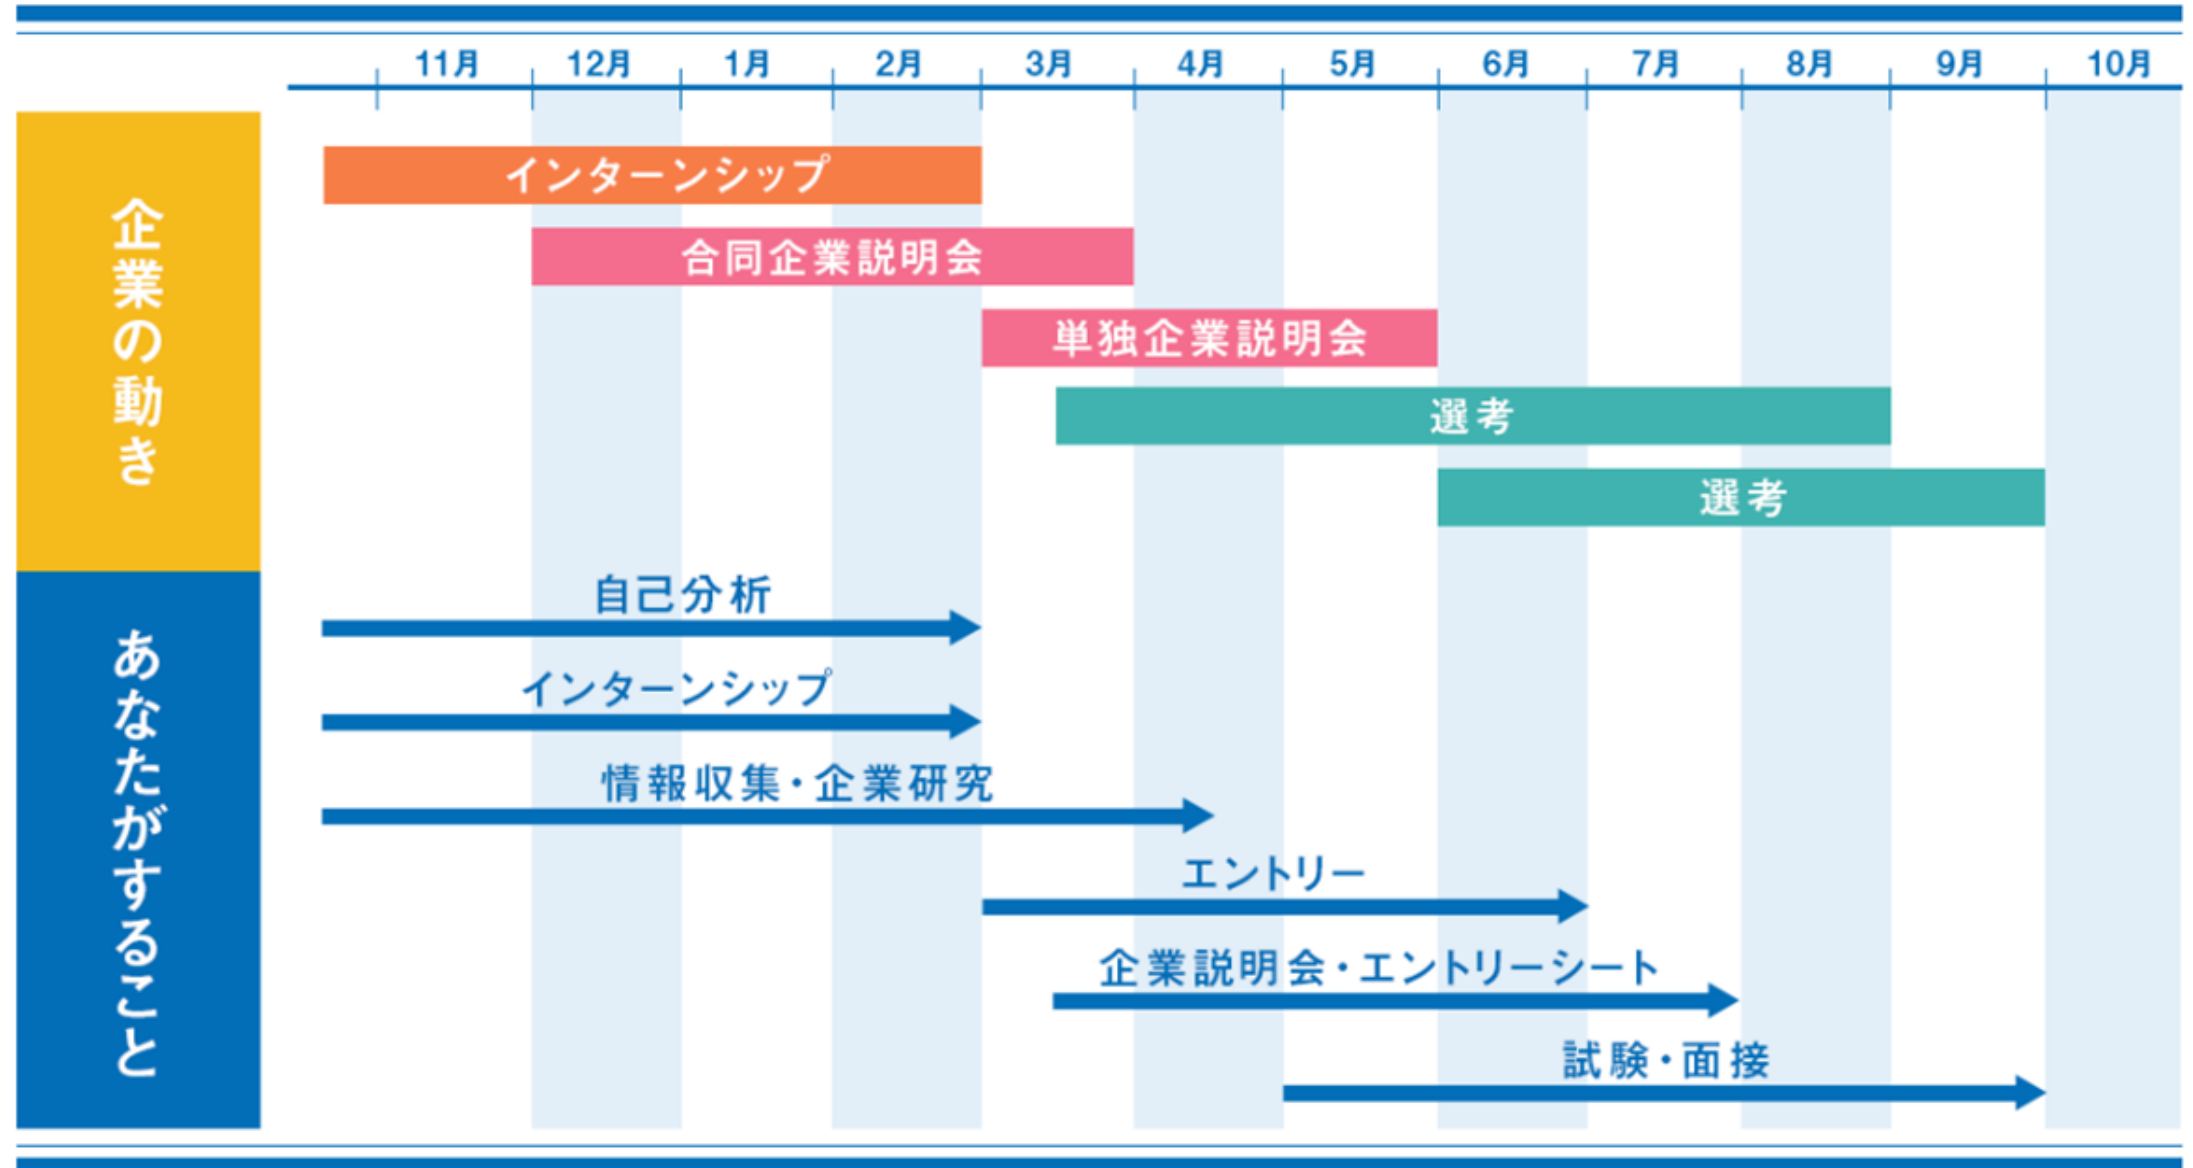 11月 12月 1月 2月 3月 4月 5月 6月 7月 8月 9月 10月
企業の動き
インターンシップ
合同企業説明会
単独企業説明会
選考
選考
あなたがすること
自己分析
インターンシップ
情報収集・企業研究
エントリー
企業説明会・エントリーシート
試験・面接